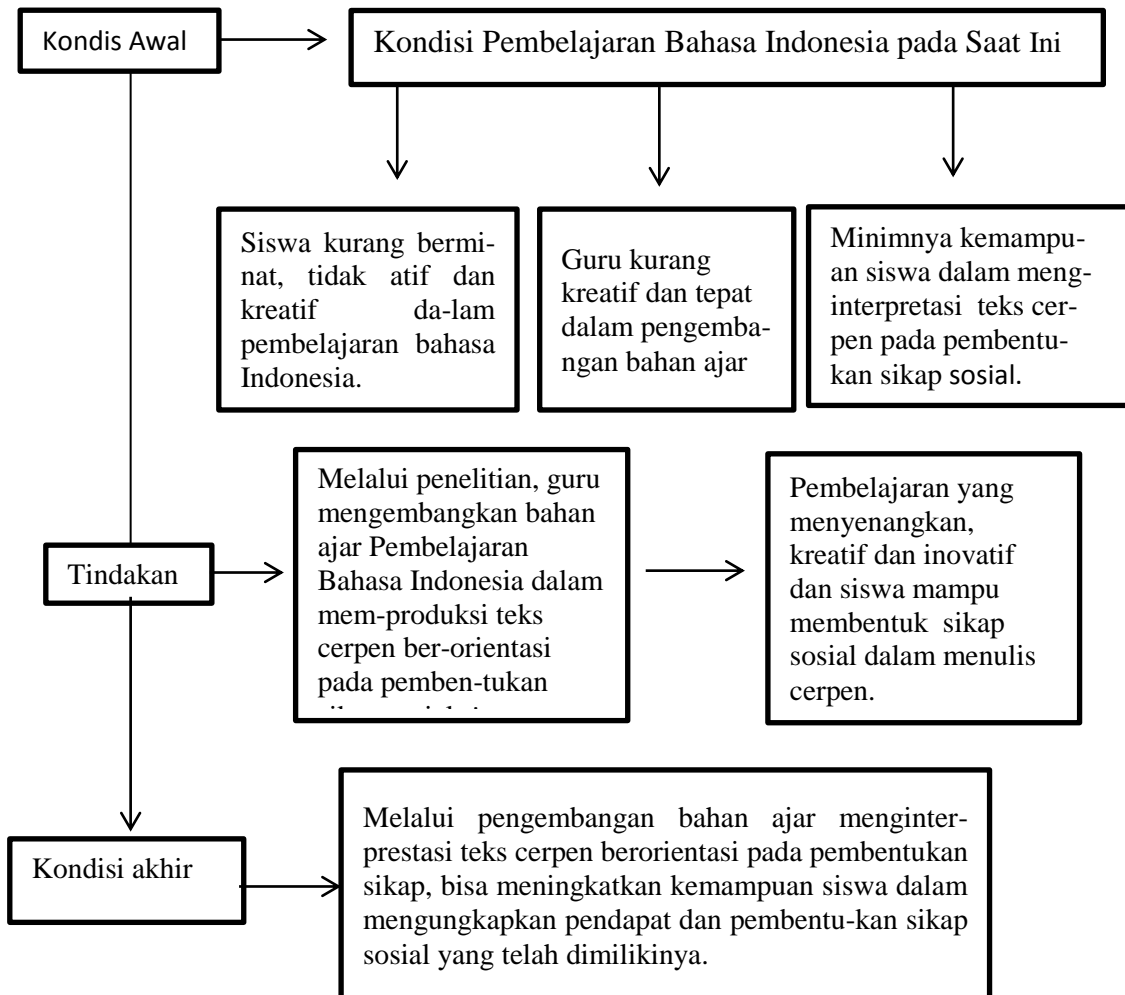 Kondis Awal
Kondisi Pembelajaran Bahasa Indonesia pada Saat Ini
Siswa kurang bermi-
nat, tidak atif dan
kreatif da-lam
pembelajaran bahasa
Indonesia.
Guru kurang
kreatif dan tepat
dalam pengemba-
ngan bahan ajar
Minimnya kemampu-
an siswa dalam meng-
interpretasi teks cer-
pen pada pembentu-
kan sikap sosial.
Tindakan
Melalui penelitian, guru
mengembangkan bahan
ajar Pembelajaran
Bahasa Indonesia dalam
mem-produksi teks
cerpen ber-orientasi
pada pemben-tukan
Pembelajaran yang
menyenangkan,
kreatif dan inovatif
dan siswa mampu
membentuk sikap
sosial dalam menulis
cerpen.
Kondisi akhir
Melalui pengembangan bahan ajar menginter-
prestasi teks cerpen berorientasi pada pembentukan
sikap, bisa meningkatkan kemampuan siswa dalam
mengungkapkan pendapat dan pembentu-kan sikap
sosial yang telah dimilikinya.